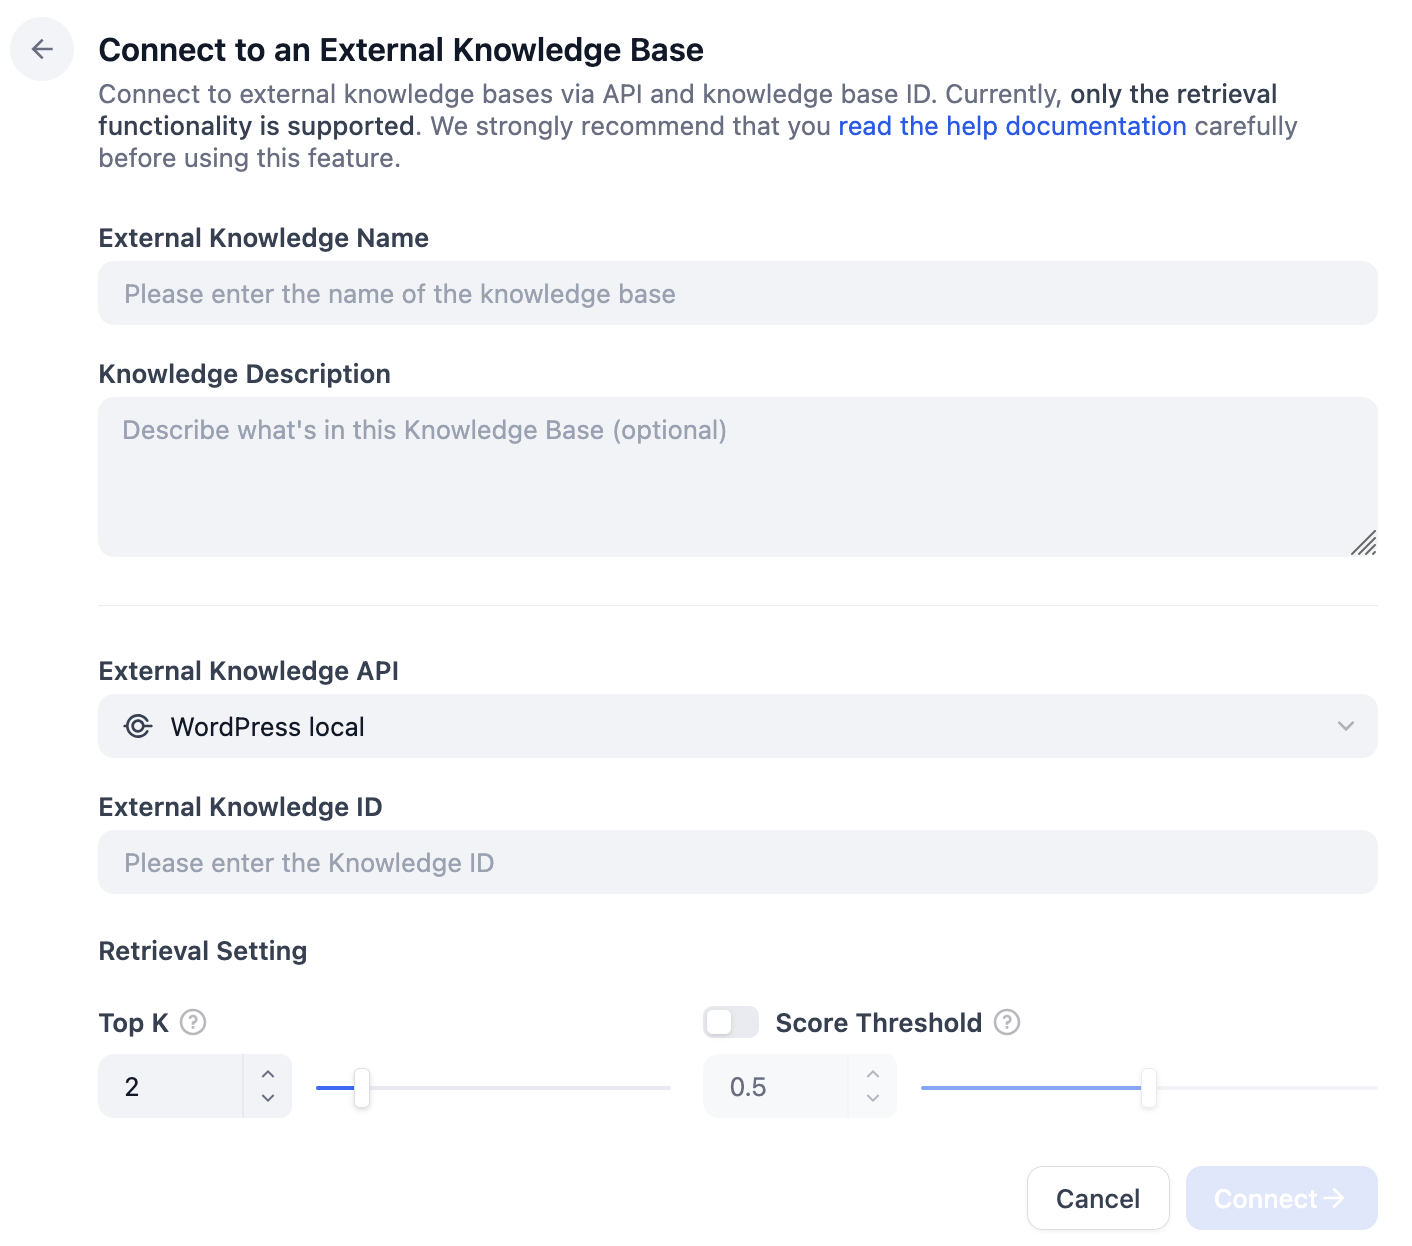 Connect to an External Knowledge Base
Connect to external knowledge bases via API and knowledge base ID. Currently, only the retrieval
functionality is supported. We strongly recommend that you read the help documentation carefully
before using this feature.
External Knowledge Name
Please enter the name of the knowledge base
Knowledge Description
Describe what's in this Knowledge Base (optional)
External Knowledge API
WordPress local
External Knowledge ID
Please enter the Knowledge ID
Retrieval Setting
Top K ?
Score Threshold ?
2
0.5
Cancel
Connect →